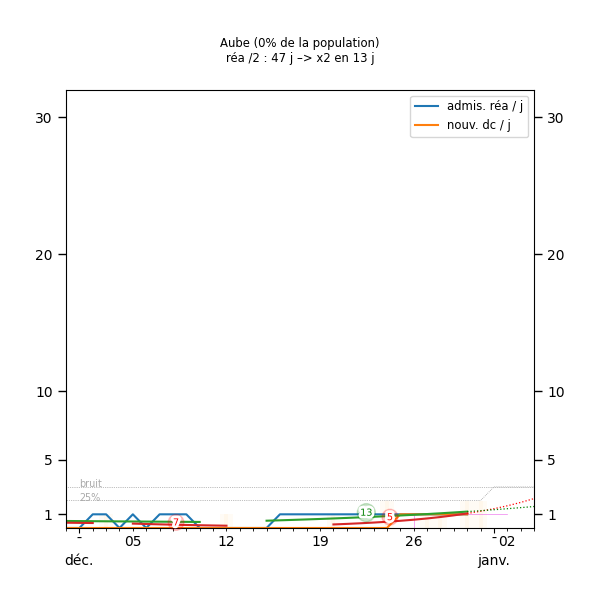 Aube (0% de la population)
réa /2 : 47 j –> x2 en 13 j
admis. réa / j
nouv. dc / j
30 30
20 20
10 10
5 5
bruit
25%
1 1
7 13 5
- 05 12 19 26 - 02
déc. janv.